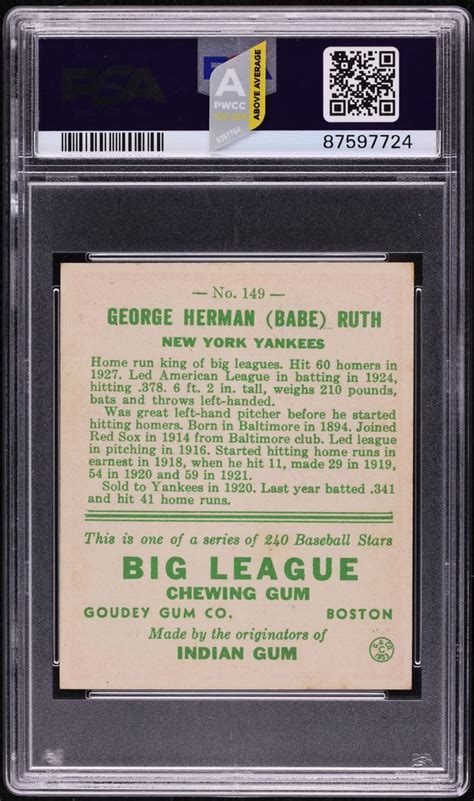 PSA
A
PWCC
ABOVE AVERAGE
87597724
— No. 149 —
GEORGE HERMAN (BABE) RUTH
NEW YORK YANKEES
Home run king of big leagues. Hit 60 homers in
1927. Led American League in batting in 1924,
hitting .378. 6 ft. 2 in. tall, weighs 210 pounds,
bats and throws left-handed.
Was great left-hand pitcher before he started
hitting homers. Born in Baltimore in 1894. Joined
Red Sox in 1914 from Baltimore club. Led league
in pitching in 1916. Started hitting home runs in
earnest in 1918, when he hit 11, made 29 in 1919,
54 in 1920 and 59 in 1921.
Sold to Yankees in 1920. Last year batted .341
and hit 41 home runs.
This is one of a series of 240 Baseball Stars
BIG LEAGUE
CHEWING GUM
GOUDEY GUM CO. BOSTON
Made by the originators of
INDIAN GUM